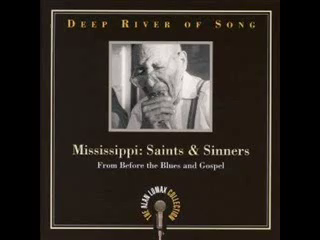 DEEP RIVER OF SONG
Mississippi: Saints & Sinners
From Before the Blues and Gospel
THE ALAN LOMAX COLLECTION